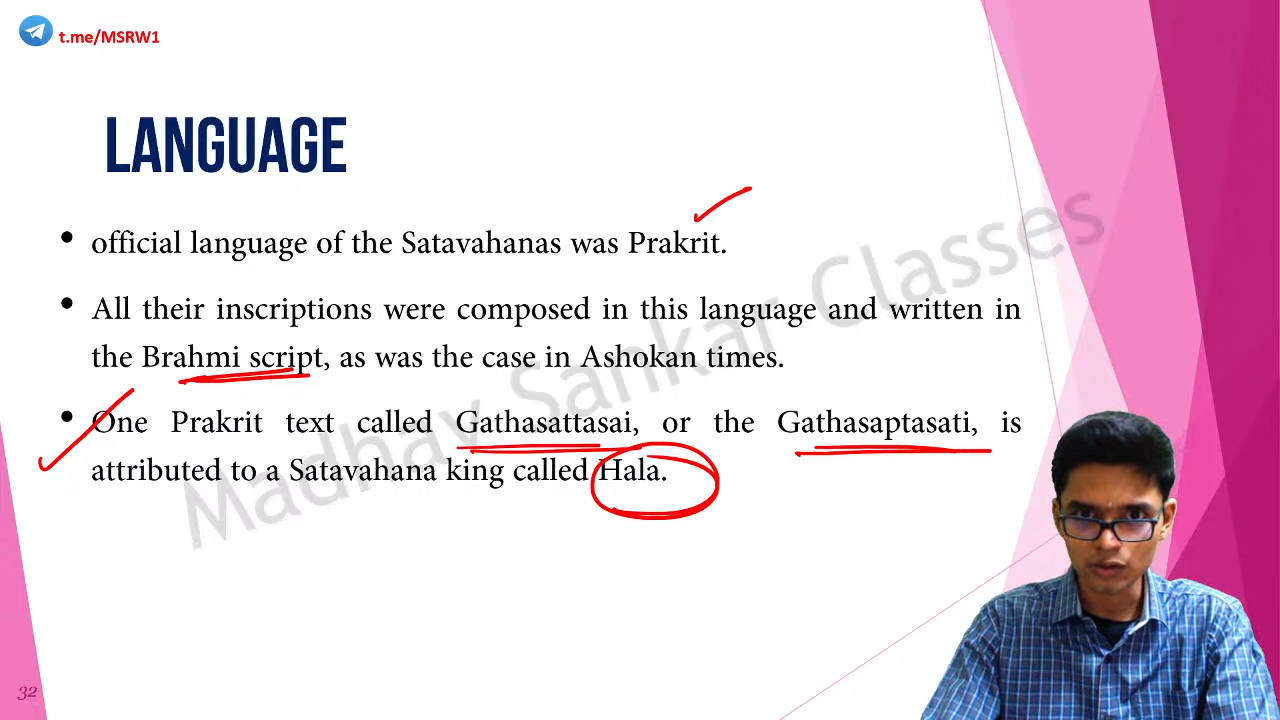 t.me/MSRW1
LANGUAGE
• official language of the Satavahanas was Prakrit.
• All their inscriptions were composed in this language and written in
the Brahmi script, as was the case in Ashokan times.
• One Prakrit text called Gathasattasai, or the Gathasaptasati, is
attributed to a Satavahana king called Hala.
Madhav Sankar Classes
32